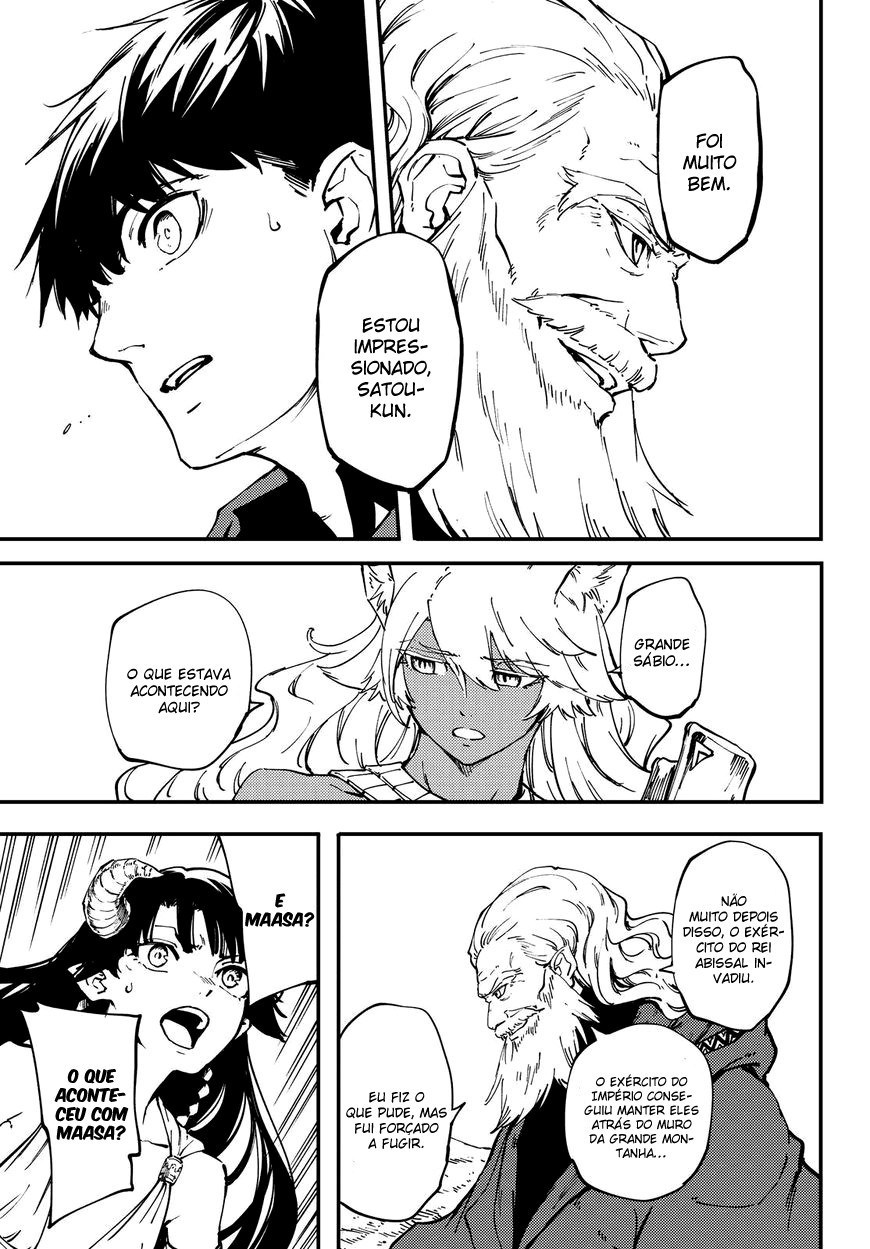 FOI
MUITO
BEM.
ESTOU
IMPRES-
SIONADO,
SATOU-
KUN.
GRANDE
SÁBIO...
O QUE ESTAVA
ACONTECENDO
AQUI?
NÃO
MUITO DEPOIS
DISSO, O EXÉR-
CITO DO REI
ABISSAL IN-
VADIU.
O EXÉRCITO DO
IMPÉRIO CONSE-
GUIU MANTER ELES
ATRÁS DO MURO
DA GRANDE MON-
TANHA...
EU FIZ O
QUE PUDE, MAS
FUI FORÇADO
A FUGIR.
E
MAASA?
O QUE
ACONTE-
CEU COM
MAASA?